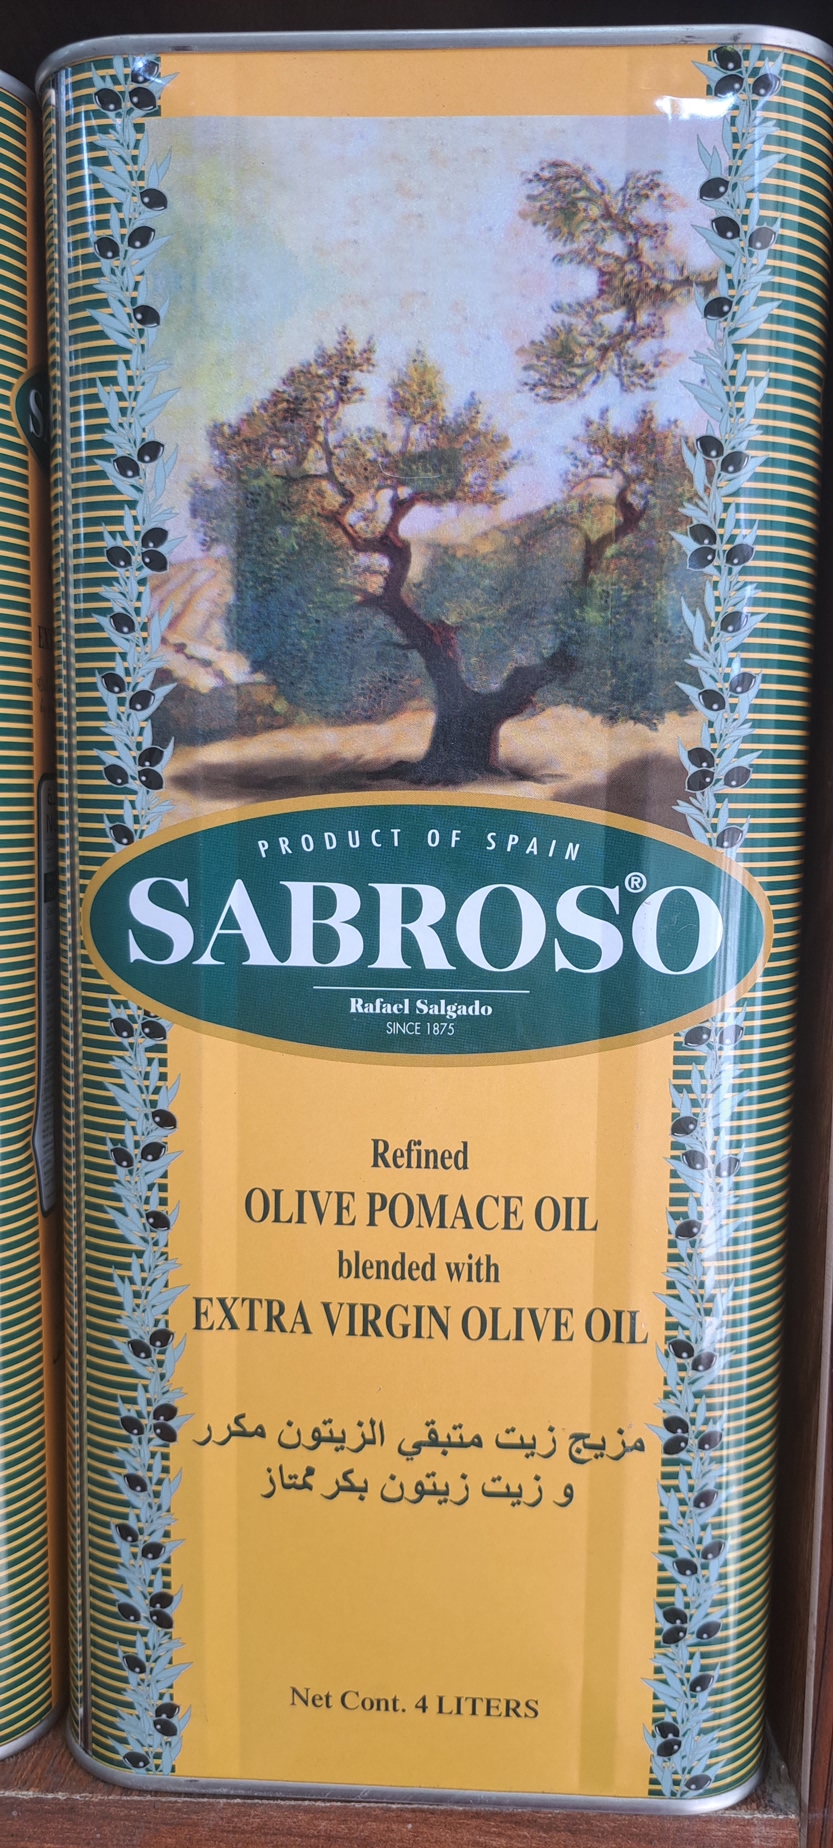 PRODUCT OF SPAIN
SABROSO®
Rafael Salgado
SINCE 1875
Refined
OLIVE POMACE OIL
blended with
EXTRA VIRGIN OLIVE OIL
مزيج زيت متبقي الزيتون مكرر
و زيت زيتون بكر ممتاز
Net Cont. 4 LITERS